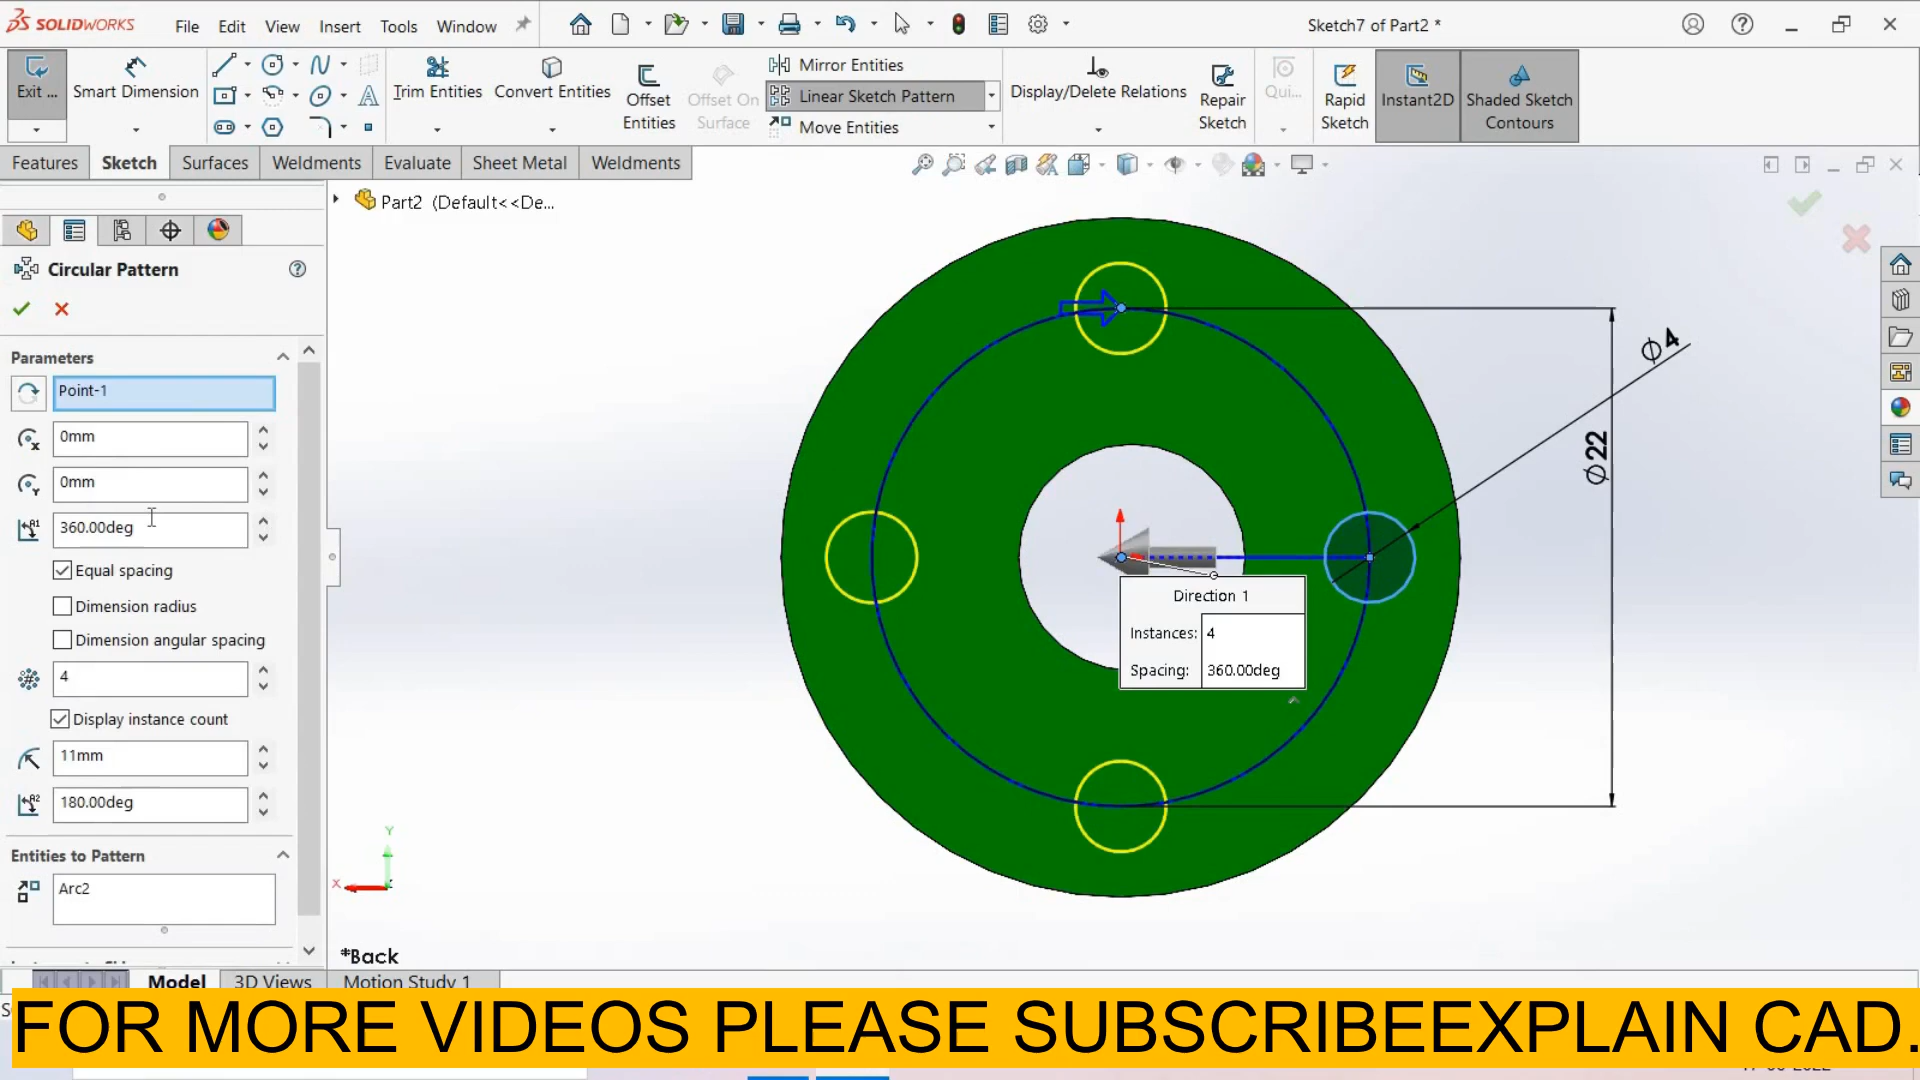 SOLIDWORKS File Edit View Insert Tools Window Sketch7 of Part2 *
Exit ... Smart Dimension Trim Entities Convert Entities Offset Entities Offset On Surface Mirror Entities Linear Sketch Pattern Move Entities Display/Delete Relations Repair Sketch Qui... Rapid Sketch Instant2D Shaded Sketch Contours
Features Sketch Surfaces Weldments Evaluate Sheet Metal Weldments
Part2 (Default<<De...
Circular Pattern
Parameters
Point-1
0mm
0mm
360.00deg
Equal spacing
Dimension radius
Dimension angular spacing
4
Display instance count
11mm
180.00deg
Entities to Pattern
Arc2
∅4
∅22
Direction 1
Instances: 4
Spacing: 360.00deg
Y
X
*Back
Model 3D Views Motion Study 1
FOR MORE VIDEOS PLEASE SUBSCRIBEEXPLAIN CAD.